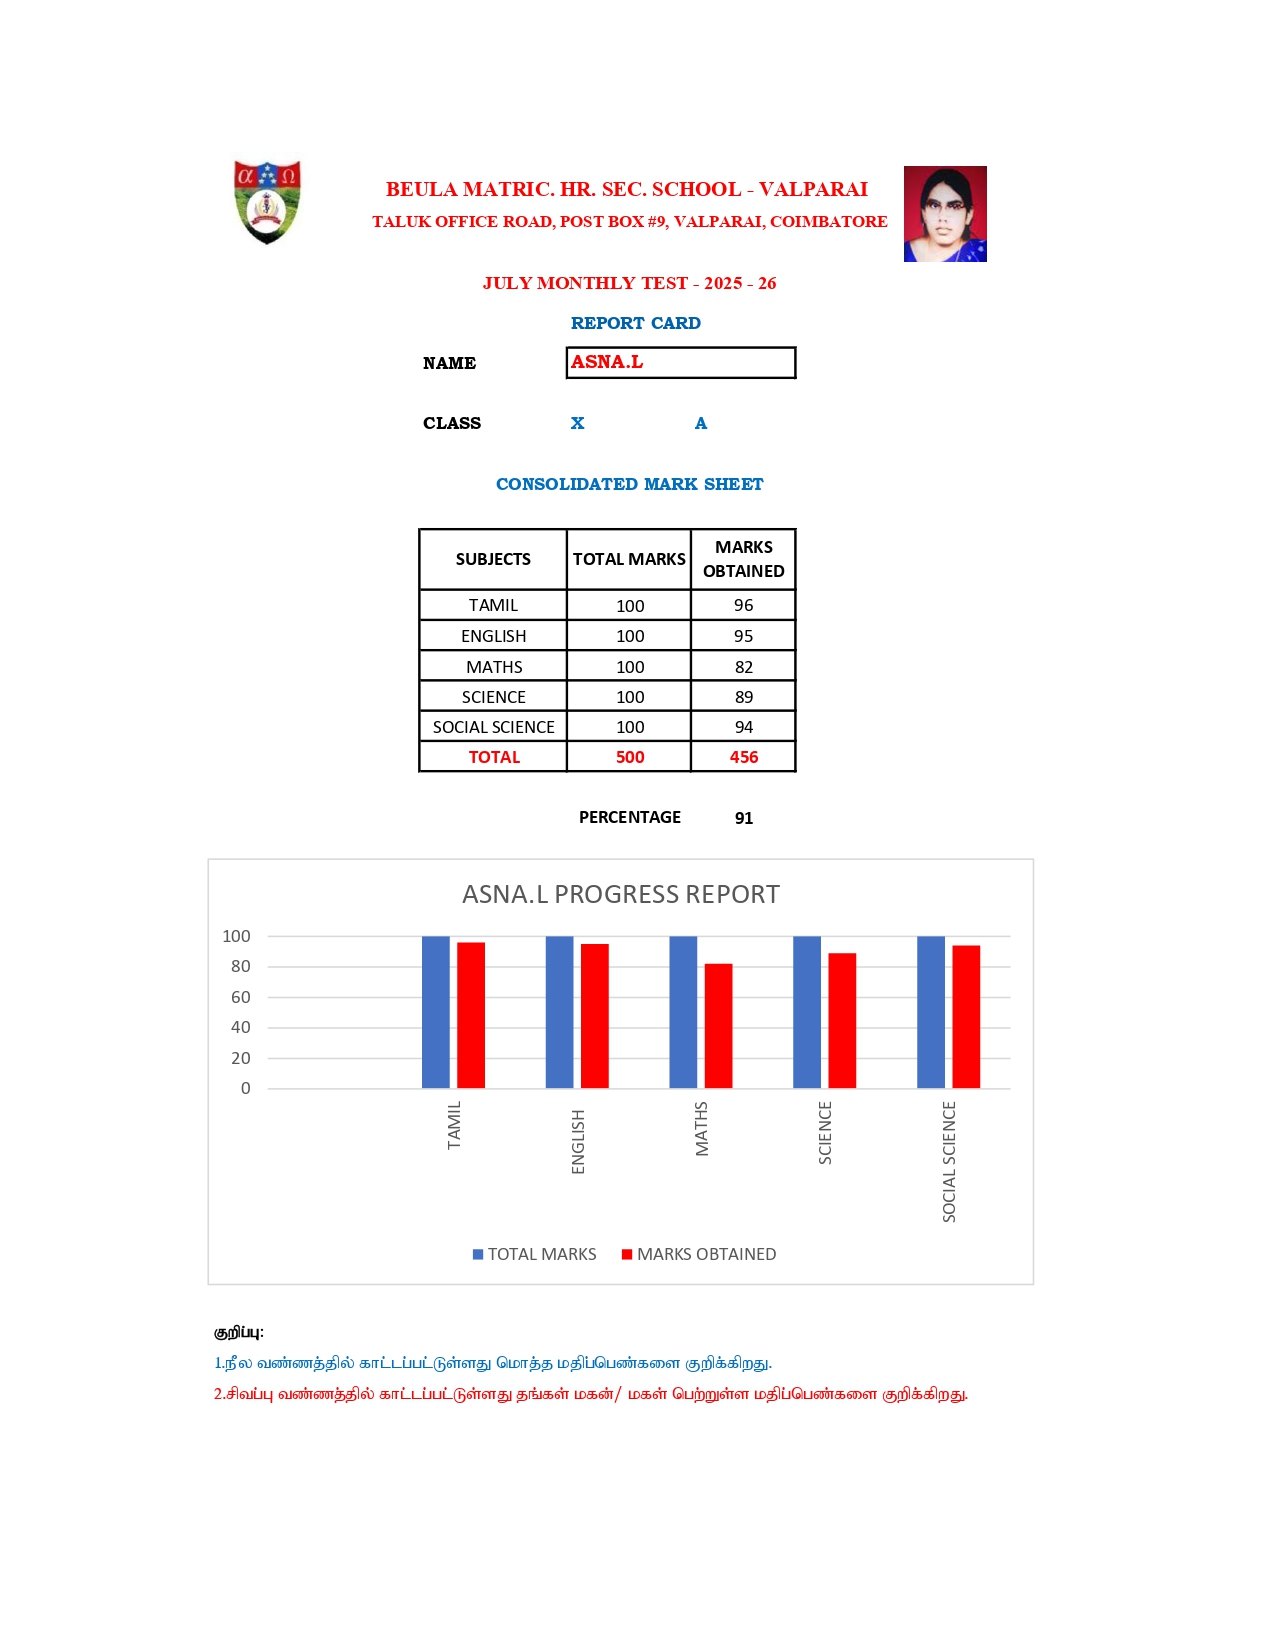 α Ω
BEULA MATRIC. HR. SEC. SCHOOL - VALPARAI
TALUK OFFICE ROAD, POST BOX #9, VALPARAI, COIMBATORE
JULY MONTHLY TEST - 2025 - 26
REPORT CARD
NAME ASNA.L
CLASS X A
CONSOLIDATED MARK SHEET
SUBJECTS TOTAL MARKS MARKS OBTAINED
TAMIL 100 96
ENGLISH 100 95
MATHS 100 82
SCIENCE 100 89
SOCIAL SCIENCE 100 94
TOTAL 500 456
PERCENTAGE 91
ASNA.L PROGRESS REPORT
100
80
60
40
20
0
TAMIL ENGLISH MATHS SCIENCE SOCIAL SCIENCE
TOTAL MARKS MARKS OBTAINED
குறிப்பு:
1.நீல வண்ணத்தில் காட்டப்பட்டுள்ளது மொத்த மதிப்பெண்களை குறிக்கிறது.
2.சிவப்பு வண்ணத்தில் காட்டப்பட்டுள்ளது தங்கள் மகன்/ மகள் பெற்றுள்ள மதிப்பெண்களை குறிக்கிறது.